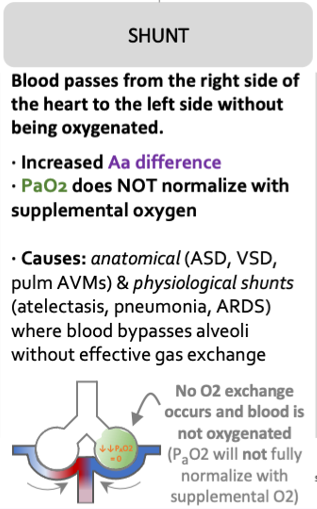 SHUNT
Blood passes from the right side of
the heart to the left side without
being oxygenated.
· Increased Aa difference
· PaO2 does NOT normalize with
supplemental oxygen
· Causes: anatomical (ASD, VSD,
pulm AVMs) & physiological shunts
(atelectasis, pneumonia, ARDS)
where blood bypasses alveoli
without effective gas exchange
No O2 exchange
occurs and blood is
not oxygenated
(PaO2 will not fully
normalize with
supplemental O2)
↓↓PAO2
= 0